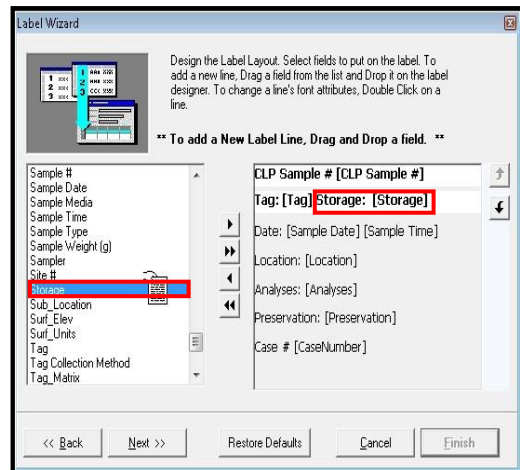 Label Wizard
Design the Label Layout. Select fields to put on the label. To
add a new line, Drag a field from the list and Drop it on the label
designer. To change a line's font attributes, Double Click on a
line.
** To add a New Label Line, Drag and Drop a field. **
Sample #
Sample Date
Sample Media
Sample Time
Sample Type
Sample Weight (g)
Sampler
Site #
Storage
Sub_Location
Surf_Elev
Surf_Units
Tag
Tag Collection Method
Tag_Matrix
CLP Sample # [CLP Sample #]
Tag: [Tag] Storage: [Storage]
Date: [Sample Date] [Sample Time]
Location: [Location]
Analyses: [Analyses]
Preservation: [Preservation]
Case # [CaseNumber]
<< Back
Next >>
Restore Defaults
Cancel
Finish